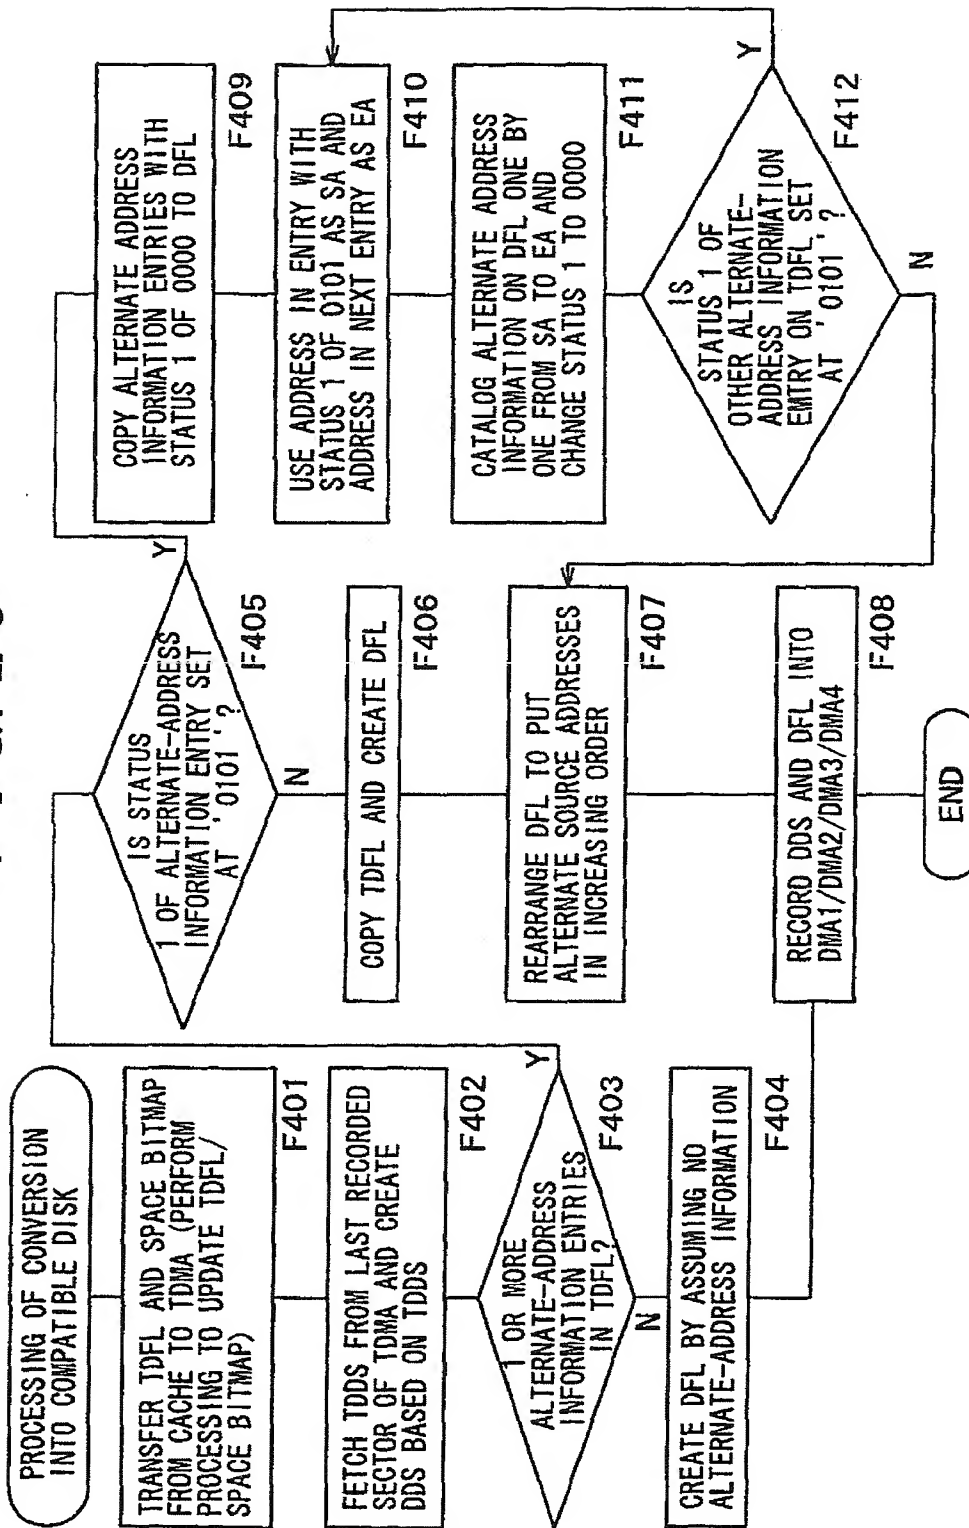 PROCESSING OF CONVERSION
INTO COMPATIBLE DISK
TRANSFER TDFL AND SPACE BITMAP
FROM CACHE TO TDMA (PERFORM
PROCESSING TO UPDATE TDFL/
SPACE BITMAP)
F401
FETCH TDDS FROM LAST RECORDED
SECTOR OF TDMA AND CREATE
DDS BASED ON TDDS
F402
1 OR MORE
ALTERNATE-ADDRESS
INFORMATION ENTRIES
IN TDFL?
Y
F403
N
CREATE DFL BY ASSUMING NO
ALTERNATE-ADDRESS INFORMATION
F404
IS STATUS
1 OF ALTERNATE-ADDRESS
INFORMATION ENTRY SET
AT '0101'?
Y
F405
N
COPY TDFL AND CREATE DFL
F406
REARRANGE DFL TO PUT
ALTERNATE SOURCE ADDRESSES
IN INCREASING ORDER
F407
RECORD DDS AND DFL INTO
DMA1/DMA2/DMA3/DMA4
F408
END
COPY ALTERNATE ADDRESS
INFORMATION ENTRIES WITH
STATUS 1 OF 0000 TO DFL
F409
USE ADDRESS IN ENTRY WITH
STATUS 1 OF 0101 AS SA AND
ADDRESS IN NEXT ENTRY AS EA
F410
CATALOG ALTERNATE ADDRESS
INFORMATION ON DFL ONE BY
ONE FROM SA TO EA AND
CHANGE STATUS 1 TO 0000
F411
IS
STATUS 1 OF
OTHER ALTERNATE-
ADDRESS INFORMATION
EMTRY ON TDFL SET
AT '0101'?
Y
F412
N